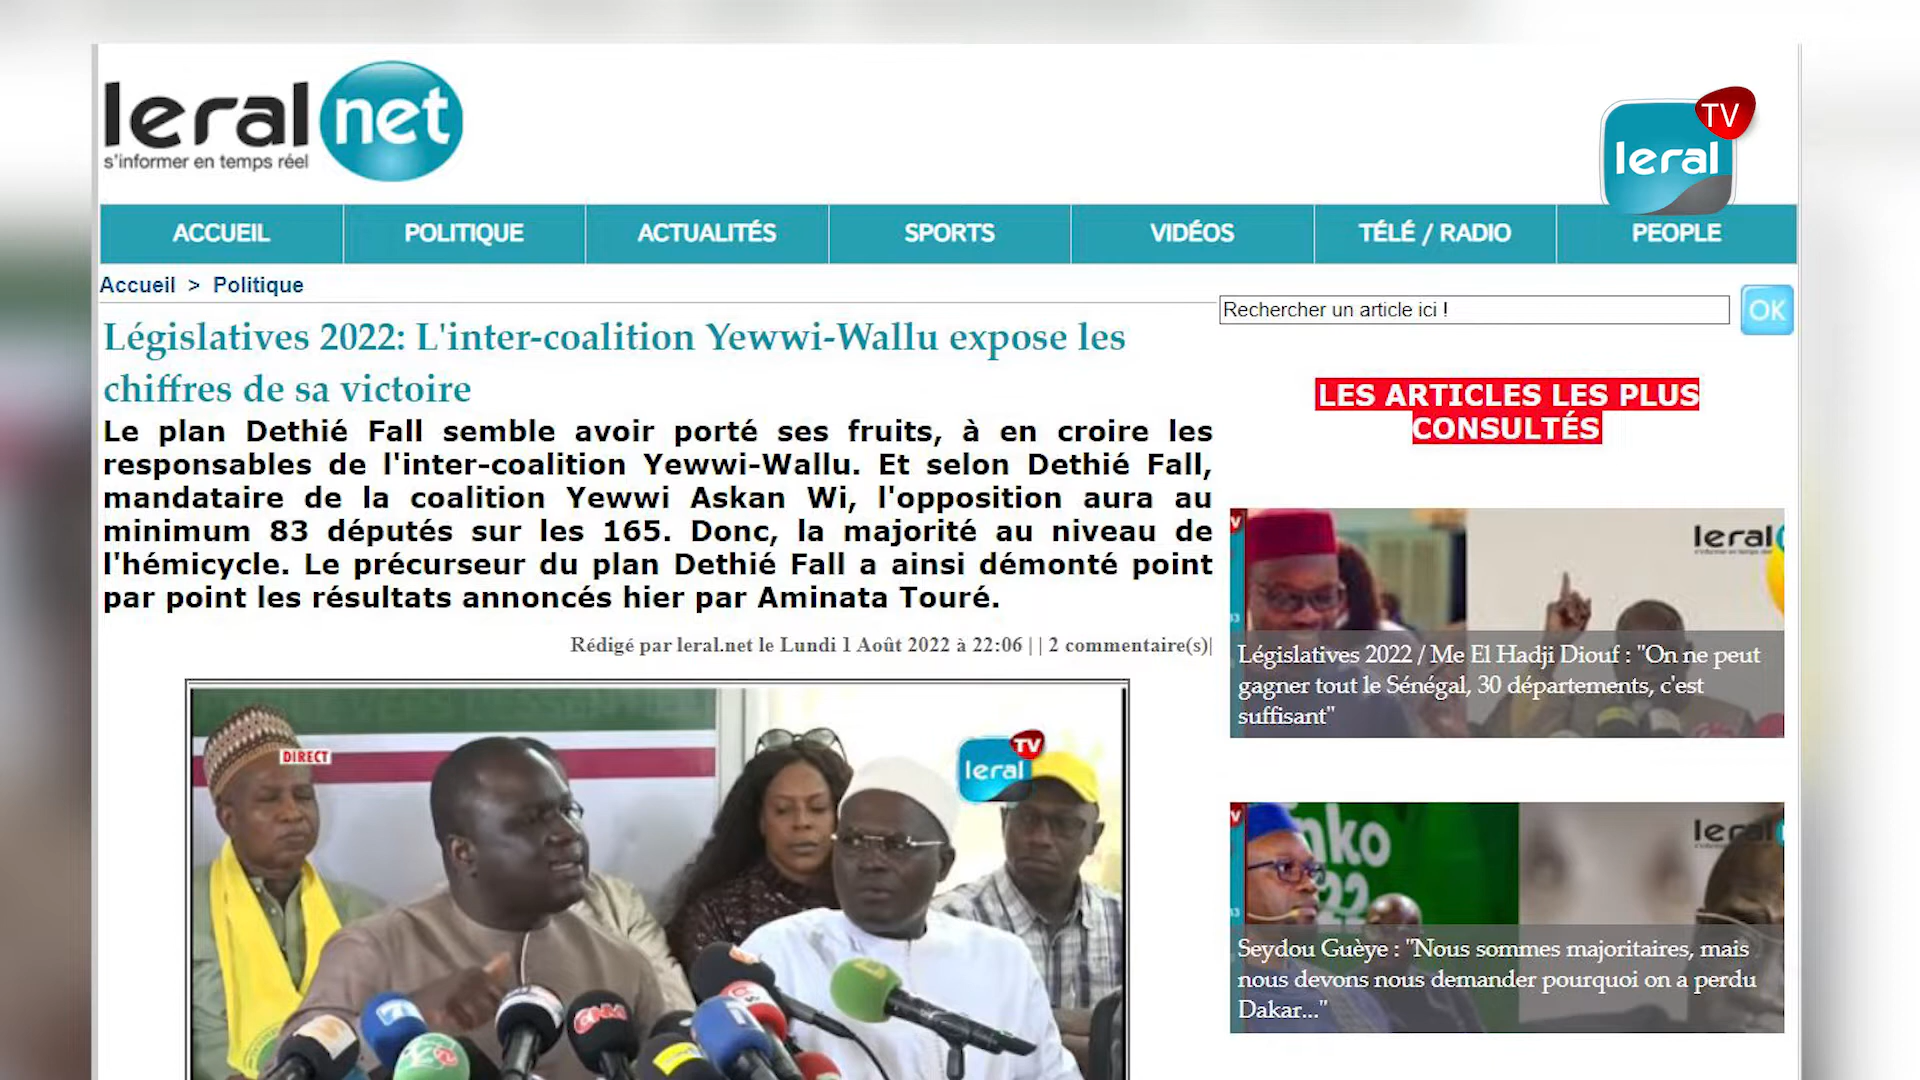 leral net
s'informer en temps réel
TV
leral
ACCUEIL POLITIQUE ACTUALITÉS SPORTS VIDÉOS TÉLÉ / RADIO PEOPLE
Accueil > Politique
Rechercher un article ici !
OK
Législatives 2022: L'inter-coalition Yewwi-Wallu expose les
chiffres de sa victoire
Le plan Dethié Fall semble avoir porté ses fruits, à en croire les
responsables de l'inter-coalition Yewwi-Wallu. Et selon Dethié Fall,
mandataire de la coalition Yewwi Askan Wi, l'opposition aura au
minimum 83 députés sur les 165. Donc, la majorité au niveau de
l'hémicycle. Le précurseur du plan Dethié Fall a ainsi démonté point
par point les résultats annoncés hier par Aminata Touré.
Rédigé par leral.net le Lundi 1 Août 2022 à 22:06 | | 2 commentaire(s)|
DIRECT
TV
leral
LES ARTICLES LES PLUS
CONSULTÉS
leral
Législatives 2022 / Me El Hadji Diouf : "On ne peut
gagner tout le Sénégal, 30 départements, c'est
suffisant"
leral
Seydou Guèye : "Nous sommes majoritaires, mais
nous devons nous demander pourquoi on a perdu
Dakar..."